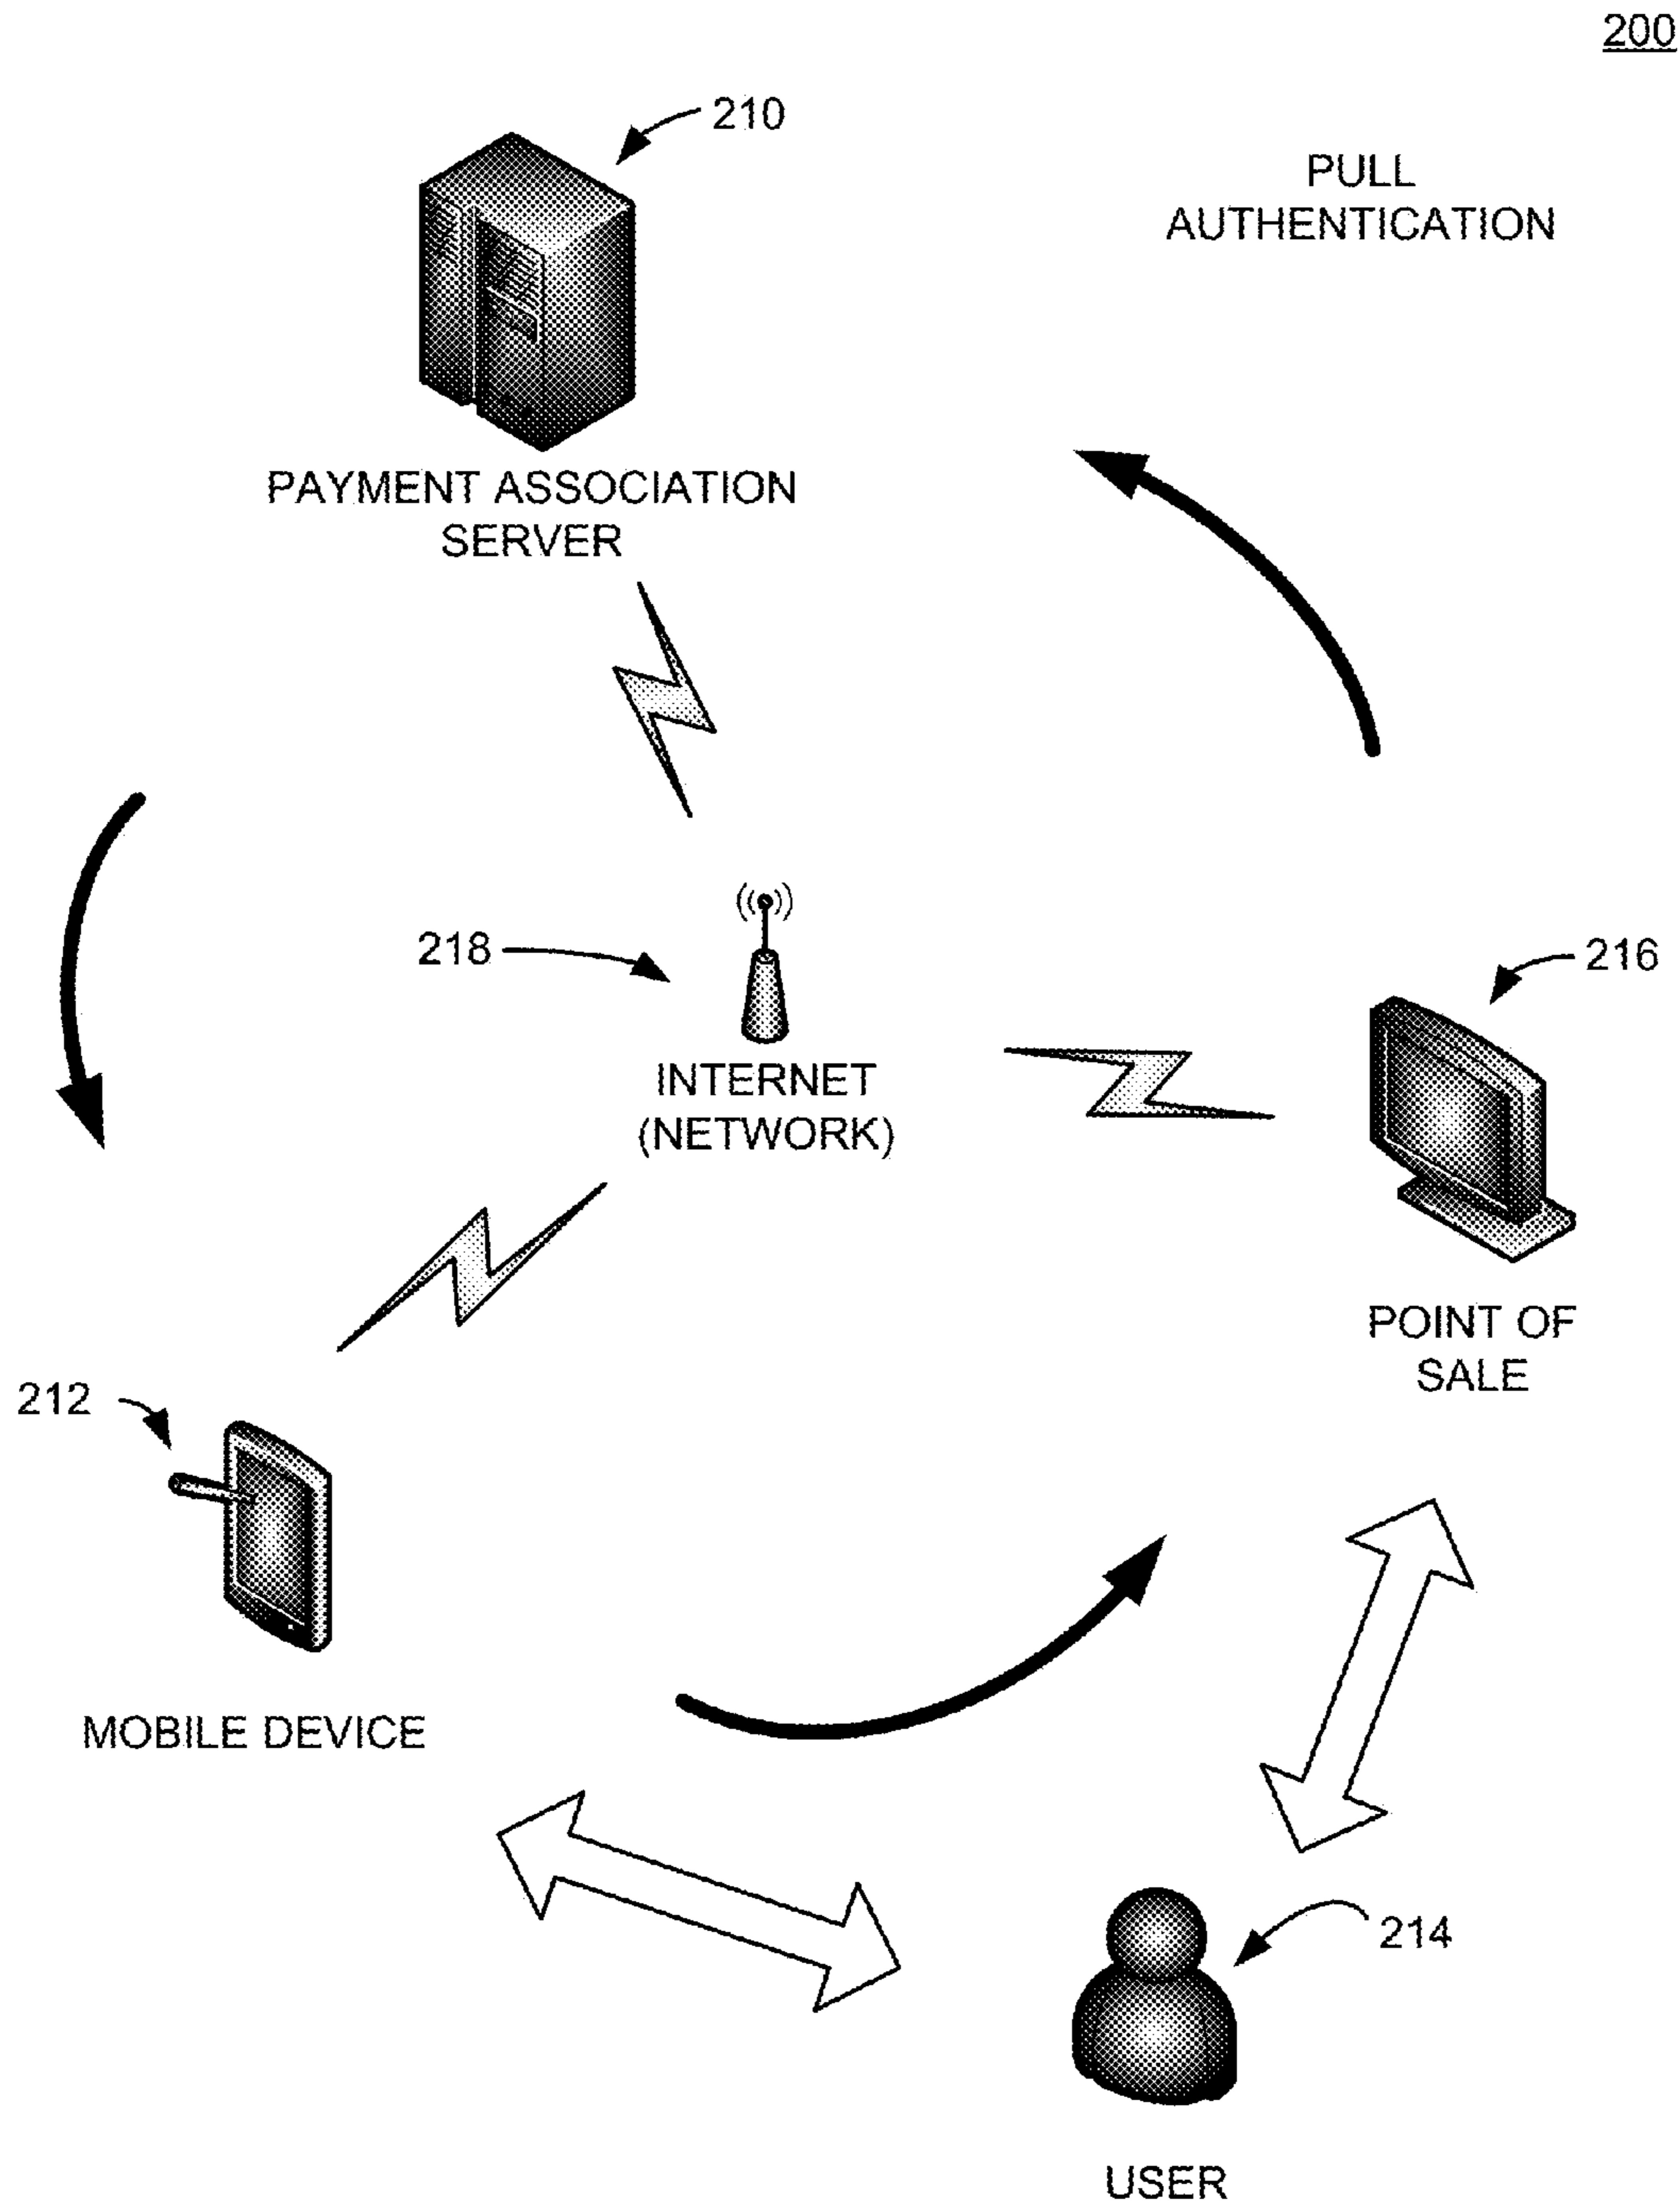 200
210
PULL
AUTHENTICATION
PAYMENT ASSOCIATION
SERVER
218
216
INTERNET
(NETWORK)
POINT OF
SALE
212
MOBILE DEVICE
214
USER